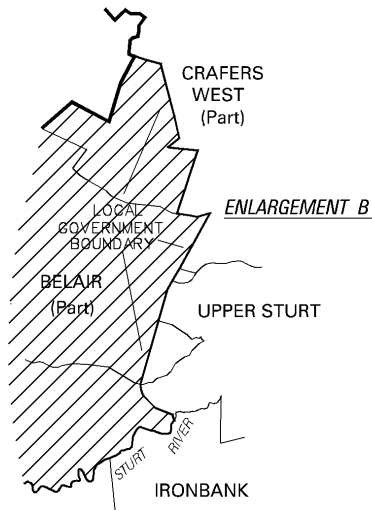 CRAFERS
WEST
(Part)
ENLARGEMENT B
LOCAL
GOVERNMENT
BOUNDARY
BELAIR
(Part)
UPPER STURT
STURT RIVER
IRONBANK